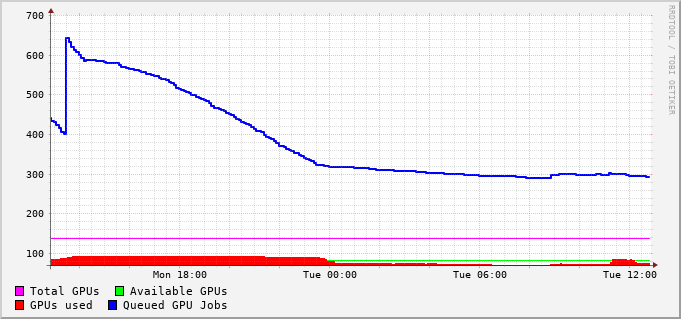 700
600
500
400
300
200
100
Mon 18:00 Tue 00:00 Tue 06:00 Tue 12:00
Total GPUs Available GPUs
GPUs used Queued GPU Jobs
RRDTOOL / TOBI OETIKER